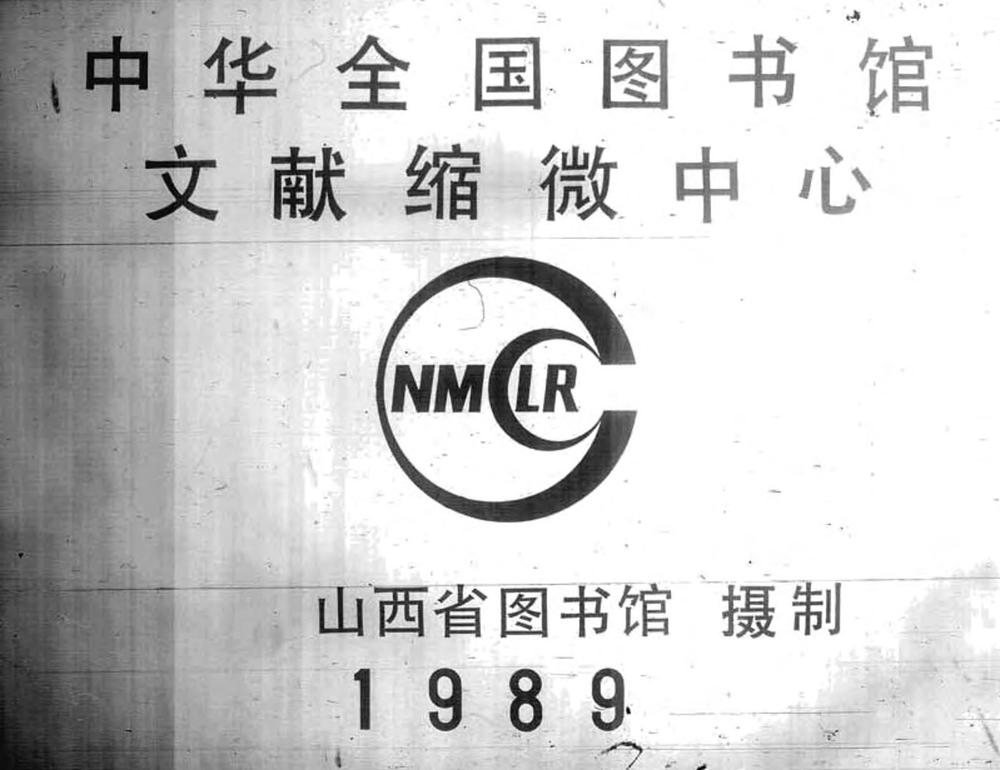 中华全国图书馆
文献缩微中心
NMCLR
山西省图书馆 摄制
1989